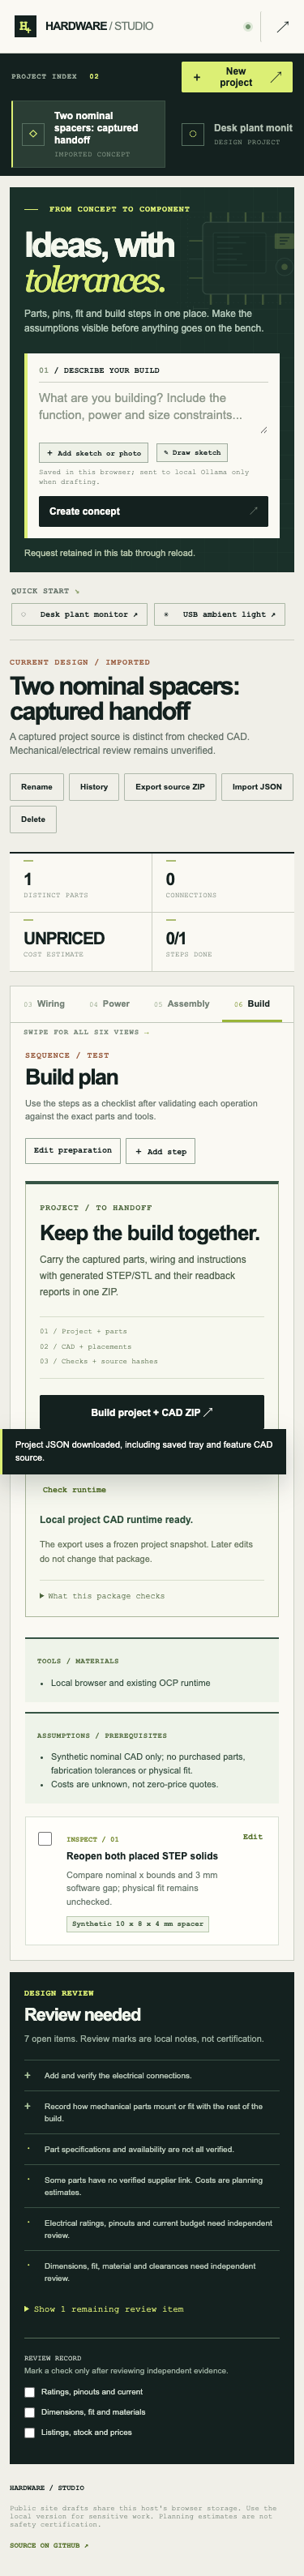 H+ HARDWARE / STUDIO ↗
PROJECT INDEX 02
+ New project ↗
Two nominal
spacers: captured
handoff
IMPORTED CONCEPT
Desk plant monit
DESIGN PROJECT
FROM CONCEPT TO COMPONENT
Ideas, with
tolerances.
Parts, pins, fit and build steps in one place. Make the
assumptions visible before anything goes on the bench.
01 / DESCRIBE YOUR BUILD
What are you building? Include the
function, power and size constraints...
+ Add sketch or photo
✎ Draw sketch
Saved in this browser; sent to local Ollama only
when drafting.
Create concept ↗
Request retained in this tab through reload.
QUICK START ↘
Desk plant monitor ↗
USB ambient light ↗
CURRENT DESIGN / IMPORTED
Two nominal spacers:
captured handoff
A captured project source is distinct from checked CAD.
Mechanical/electrical review remains unverified.
Rename
History
Export source ZIP
Import JSON
Delete
1
DISTINCT PARTS
0
CONNECTIONS
UNPRICED
COST ESTIMATE
0/1
STEPS DONE
03 Wiring
04 Power
05 Assembly
06 Build
SWIPE FOR ALL SIX VIEWS →
SEQUENCE / TEST
Build plan
Use the steps as a checklist after validating each operation
against the exact parts and tools.
Edit preparation
+ Add step
PROJECT / TO HANDOFF
Keep the build together.
Carry the captured parts, wiring and instructions
with generated STEP/STL and their readback
reports in one ZIP.
01 / Project + parts
02 / CAD + placements
03 / Checks + source hashes
Build project + CAD ZIP ↗
Project JSON downloaded, including saved tray and feature CAD
source.
Check runtime
Local project CAD runtime ready.
The export uses a frozen project snapshot. Later edits
do not change that package.
▶ What this package checks
TOOLS / MATERIALS
• Local browser and existing OCP runtime
ASSUMPTIONS / PREREQUISITES
• Synthetic nominal CAD only; no purchased parts,
fabrication tolerances or physical fit.
• Costs are unknown, not zero-price quotes.
INSPECT / 01
Edit
Reopen both placed STEP solids
Compare nominal x bounds and 3 mm
software gap; physical fit remains
unchecked.
Synthetic 10 x 8 x 4 mm spacer
DESIGN REVIEW
Review needed
7 open items. Review marks are local notes, not certification.
+ Add and verify the electrical connections.
+ Record how mechanical parts mount or fit with the rest of the
build.
· Part specifications and availability are not all verified.
· Some parts have no verified supplier link. Costs are planning
estimates.
· Electrical ratings, pinouts and current budget need independent
review.
· Dimensions, fit, material and clearances need independent
review.
▶ Show 1 remaining review item
REVIEW RECORD
Mark a check only after reviewing independent evidence.
Ratings, pinouts and current
Dimensions, fit and materials
Listings, stock and prices
HARDWARE / STUDIO
Public site drafts share this host's browser storage. Use the
local version for sensitive work. Planning estimates are not
safety certification.
SOURCE ON GITHUB ↗